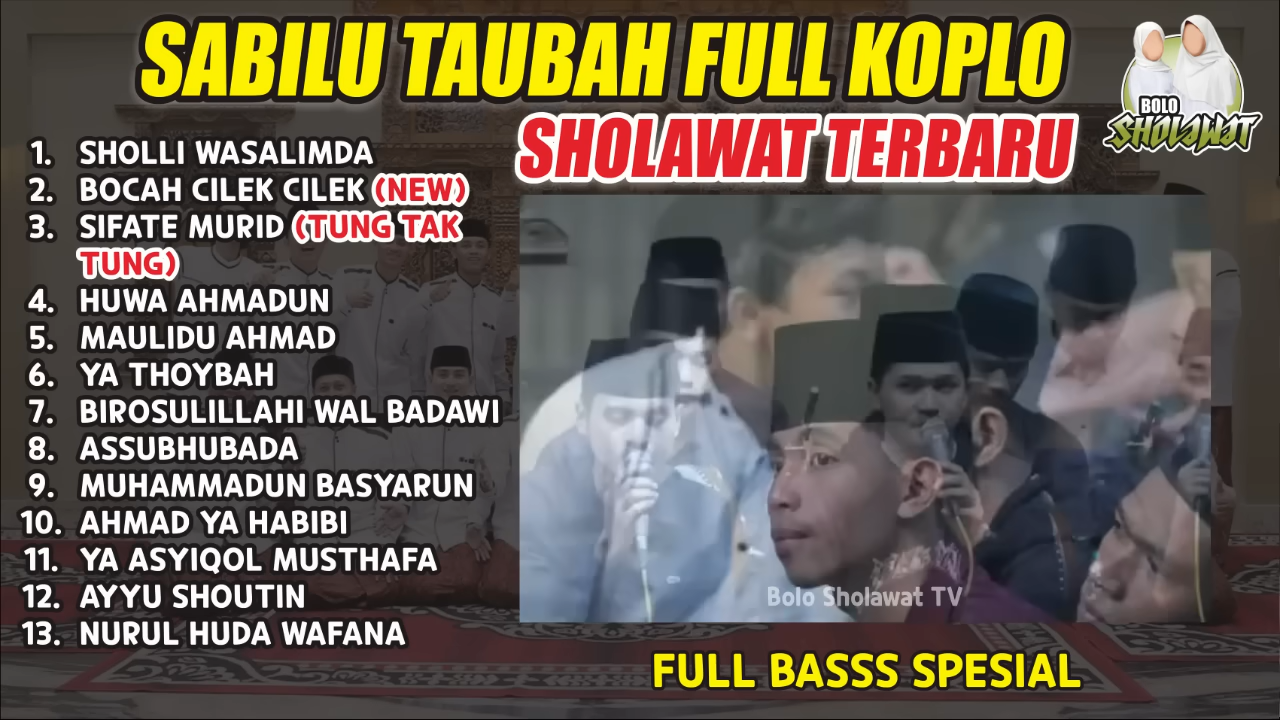 SABILU TAUBAH FULL KOPLO
SHOLAWAT TERBARU
BOLO
SHOLAWAT
1. SHOLLI WASALIMDA
2. BOCAH CILEK CILEK (NEW)
3. SIFATE MURID (TUNG TAK
TUNG)
4. HUWA AHMADUN
5. MAULIDU AHMAD
6. YA THOYBAH
7. BIROSULILLAHI WAL BADAWI
8. ASSUBHUBADA
9. MUHAMMADUN BASYARUN
10. AHMAD YA HABIBI
11. YA ASYIQOL MUSTHAFA
12. AYYU SHOUTIN
13. NURUL HUDA WAFANA
Bolo Sholawat TV
FULL BASSS SPESIAL